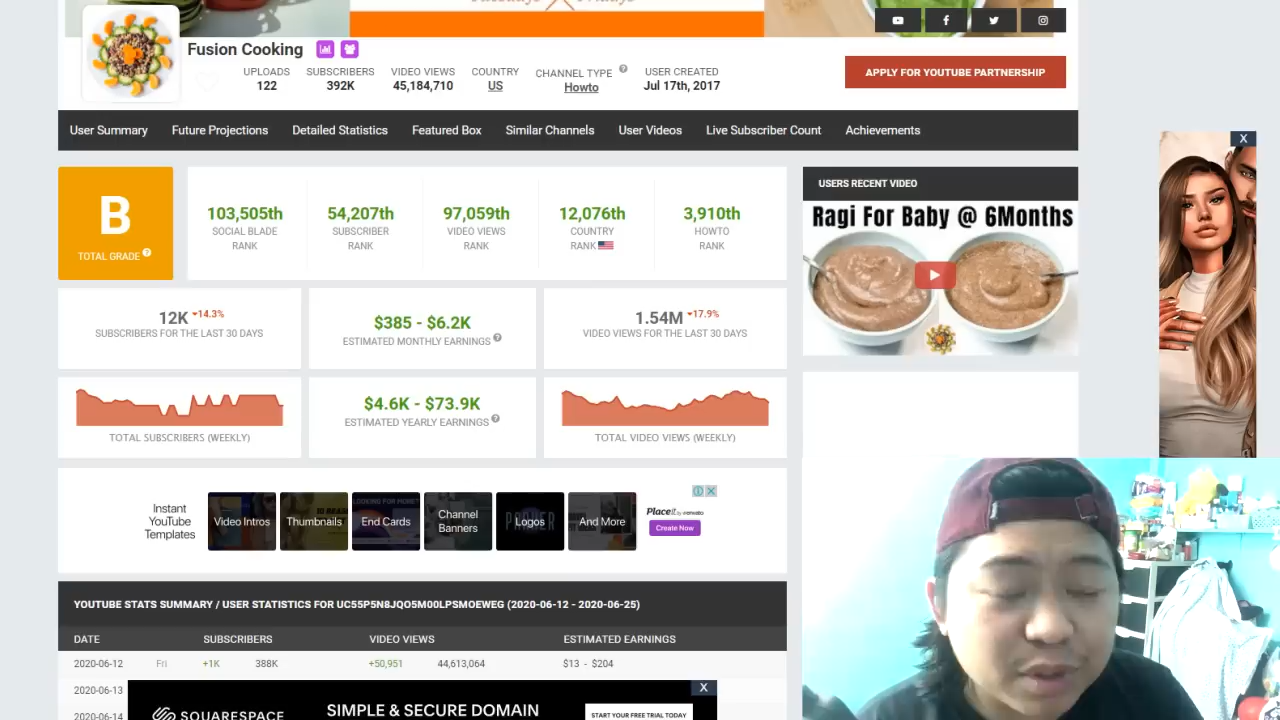 Tuesdays Fridays
Fusion Cooking
UPLOADS
122
SUBSCRIBERS
392K
VIDEO VIEWS
45,184,710
COUNTRY
US
CHANNEL TYPE ?
Howto
USER CREATED
Jul 17th, 2017
APPLY FOR YOUTUBE PARTNERSHIP
User Summary Future Projections Detailed Statistics Featured Box Similar Channels User Videos Live Subscriber Count Achievements
B
TOTAL GRADE ?
103,505th
SOCIAL BLADE
RANK
54,207th
SUBSCRIBER
RANK
97,059th
VIDEO VIEWS
RANK
12,076th
COUNTRY
RANK
3,910th
HOWTO
RANK
X
USERS RECENT VIDEO
Ragi For Baby @ 6Months
12K -14.3%
SUBSCRIBERS FOR THE LAST 30 DAYS
$385 - $6.2K
ESTIMATED MONTHLY EARNINGS ?
1.54M -17.9%
VIDEO VIEWS FOR THE LAST 30 DAYS
TOTAL SUBSCRIBERS (WEEKLY)
$4.6K - $73.9K
ESTIMATED YEARLY EARNINGS ?
TOTAL VIDEO VIEWS (WEEKLY)
Instant
YouTube
Templates
Video Intros
LOOKING FOR MORE?
Thumbnails
End Cards
Channel
Banners
Logos
And More
Placeit by envato
Create Now
YOUTUBE STATS SUMMARY / USER STATISTICS FOR UC55P5N8JQO5M00LPSMOEWEG (2020-06-12 - 2020-06-25)
DATE SUBSCRIBERS VIDEO VIEWS ESTIMATED EARNINGS
2020-06-12 Fri +1K 388K +50,951 44,613,064 $13 - $204
2020-06-13
2020-06-14
X
SQUARESPACE
SIMPLE & SECURE DOMAIN
START YOUR FREE TRIAL TODAY